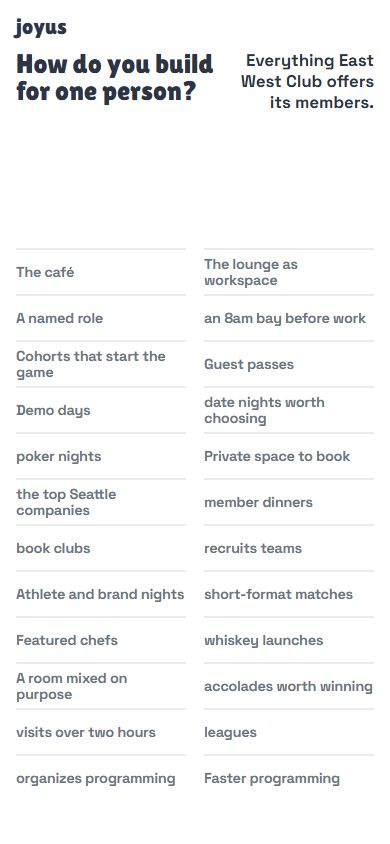 joyus
How do you build
for one person?
Everything East
West Club offers
its members.
The café
The lounge as
workspace
A named role
an 8am bay before work
Cohorts that start the
game
Guest passes
Demo days
date nights worth
choosing
poker nights
Private space to book
the top Seattle
companies
member dinners
book clubs
recruits teams
Athlete and brand nights
short-format matches
Featured chefs
whiskey launches
A room mixed on
purpose
accolades worth winning
visits over two hours
leagues
organizes programming
Faster programming